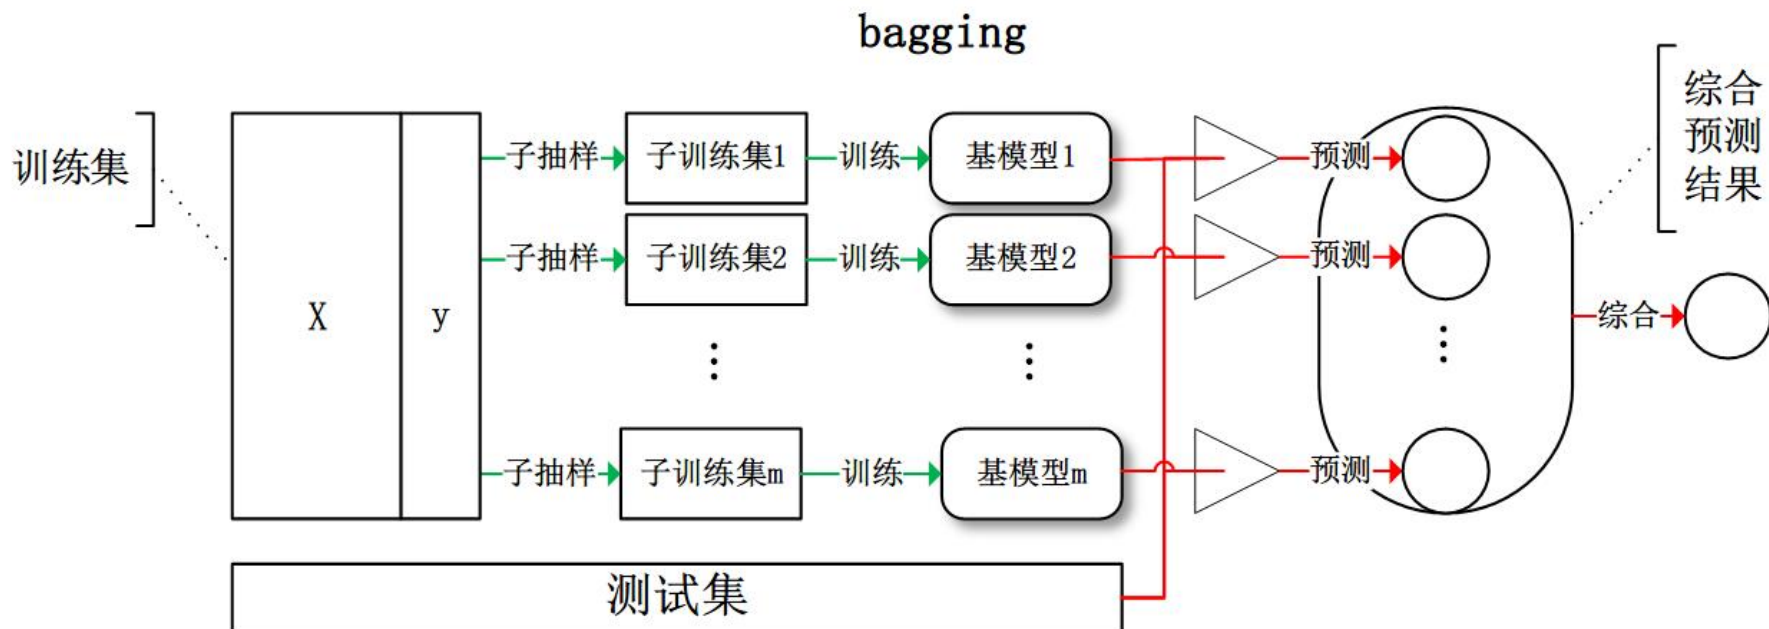 bagging
训练集
X
y
子抽样
子训练集1
训练
基模型1
预测
综合
预测
结果
子抽样
子训练集2
训练
基模型2
预测
综合
子抽样
子训练集m
训练
基模型m
预测
测试集